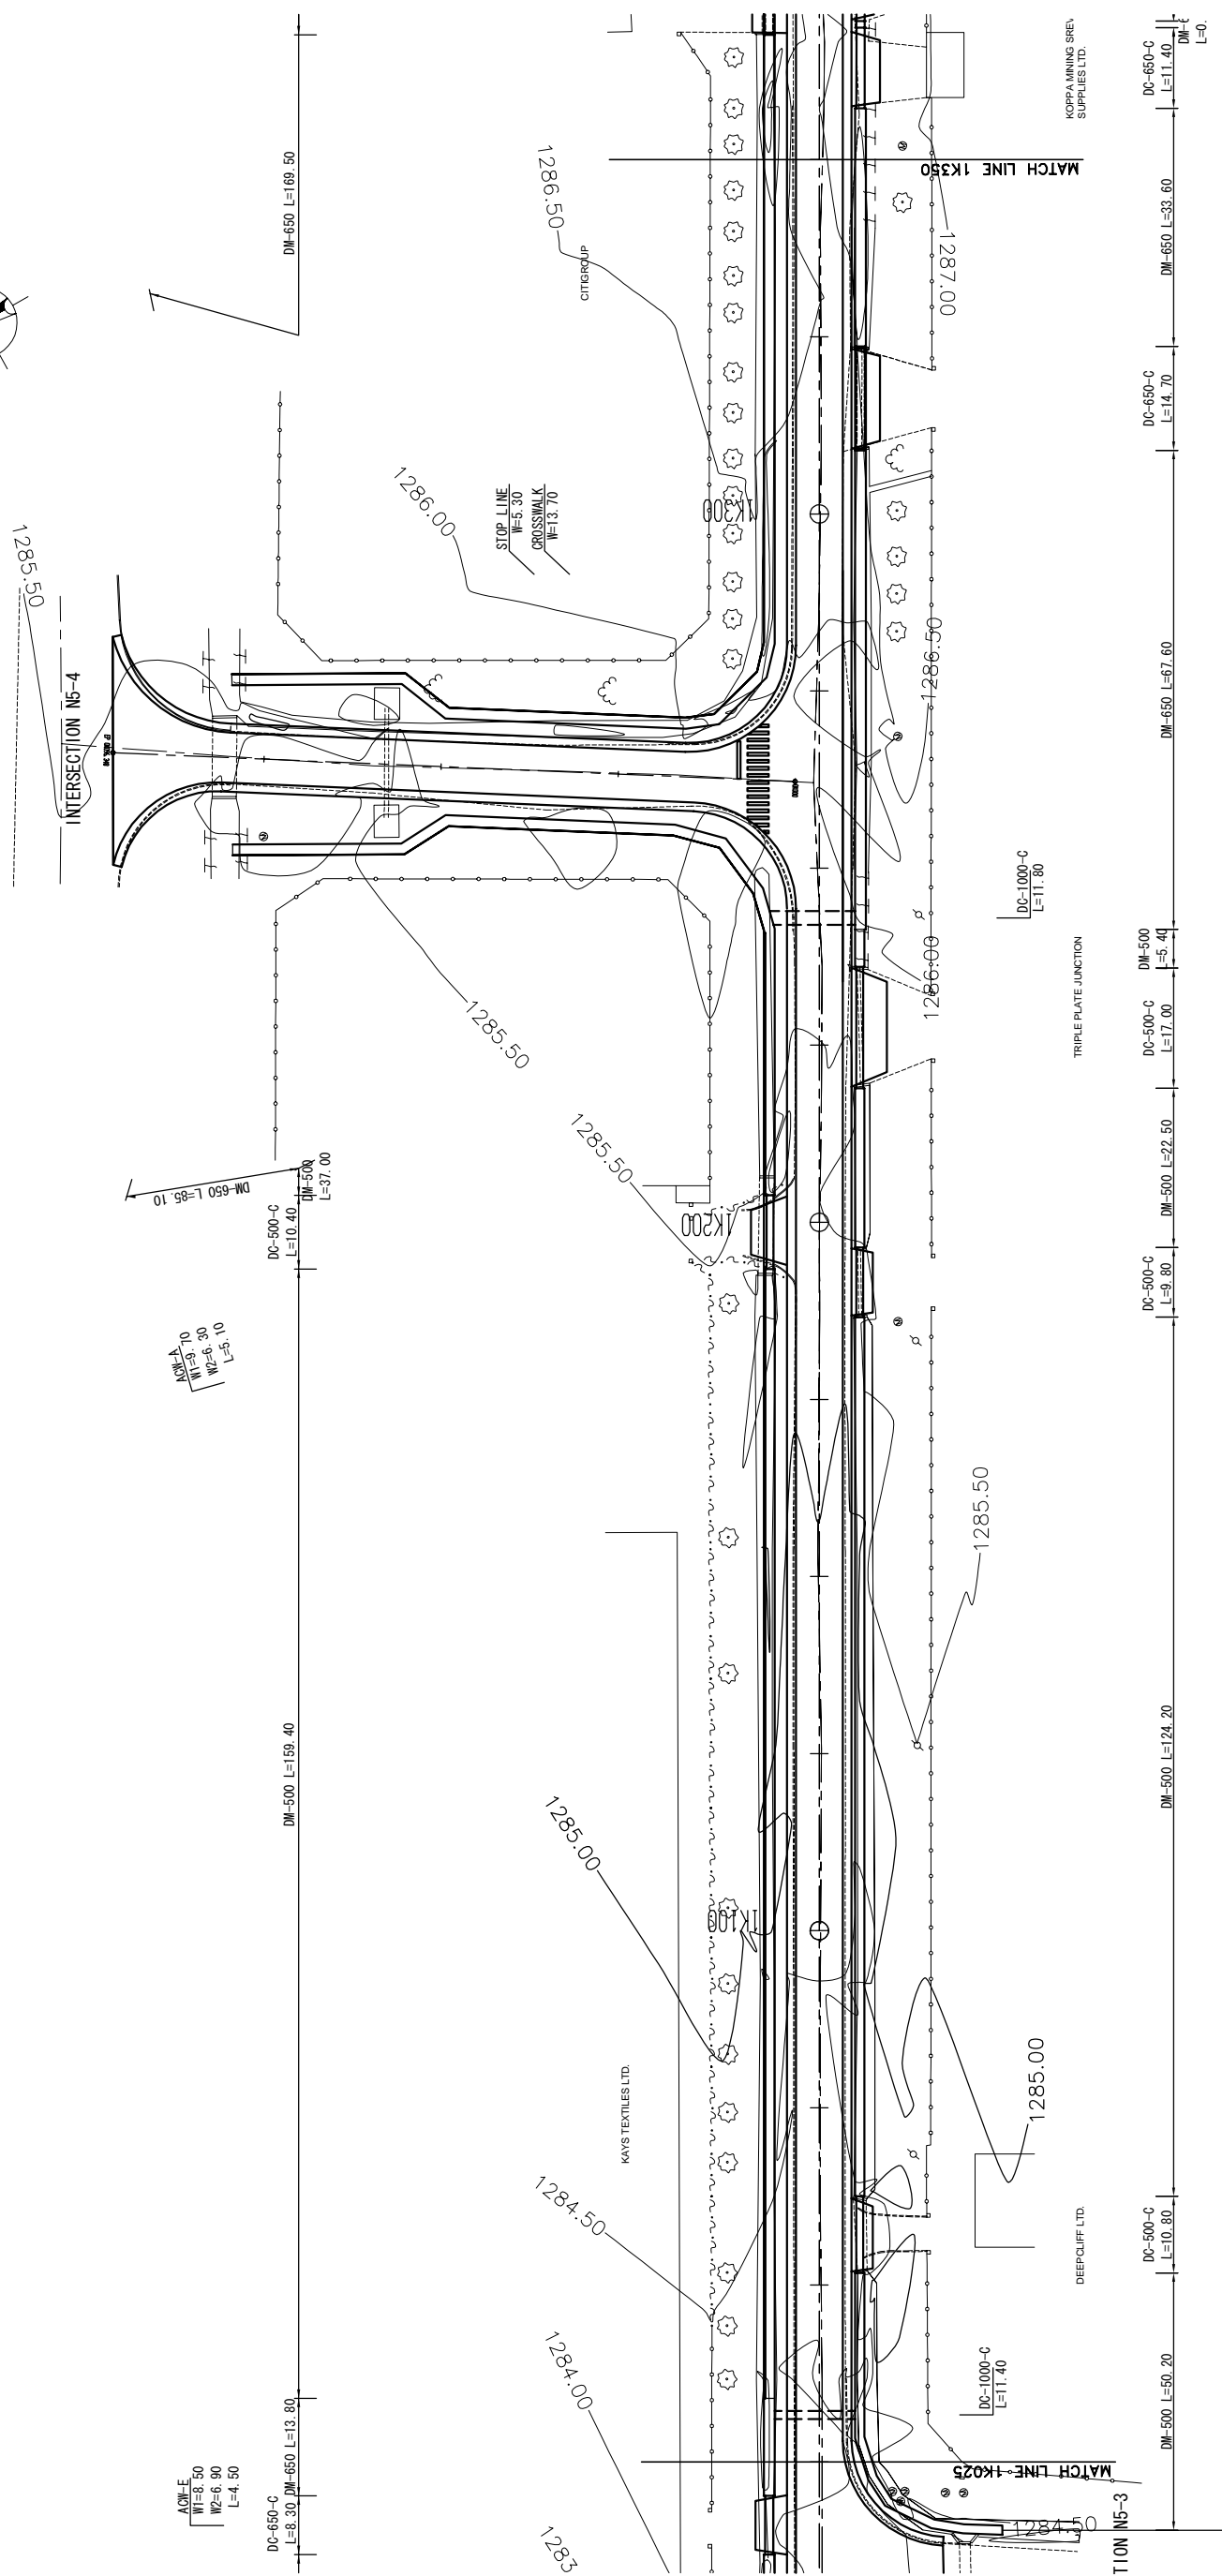 DM-650-C
L=11.40
L=0.
KOPPA MINING SREV
SUPPLIES LTD.
MATCH LINE 1K350
DM-650 L=169.50
1286.50
CITIGROUP
1287.00
DM-650 L=33.60
DC-650-C
L=14.70
1286.00
STOP LINE
W=5.30
CROSSWALK
W=13.70
1K300
1285.50
INTERSECTION N5-4
1286.50
DM-650 L=67.60
DC-1000-C
L=11.80
1286.00
TRIPLE PLATE JUNCTION
DM-500
L=5.40
DC-500-C
L=17.00
1285.50
1285.50
DM-650 L=85.10
DM-500
L=37.00
DC-500-C
L=10.40
1K200
DM-500 L=22.50
DC-500-C
L=9.80
ACW-A
W1=9.70
W2=6.30
L=5.10
1285.50
DM-500 L=159.40
DM-500 L=124.20
1285.00
1K100
1285.00
KAYS TEXTILES LTD.
1284.50
DEEPCLIFF LTD.
DC-500-C
L=10.80
1284.00
DC-1000-C
L=11.40
DM-500 L=50.20
DM-650 L=13.80
MATCH LINE 1K025
ACW-E
W1=8.50
W2=6.90
L=4.50
DC-650-C
L=8.30
1283
1284.50
TION N5-3